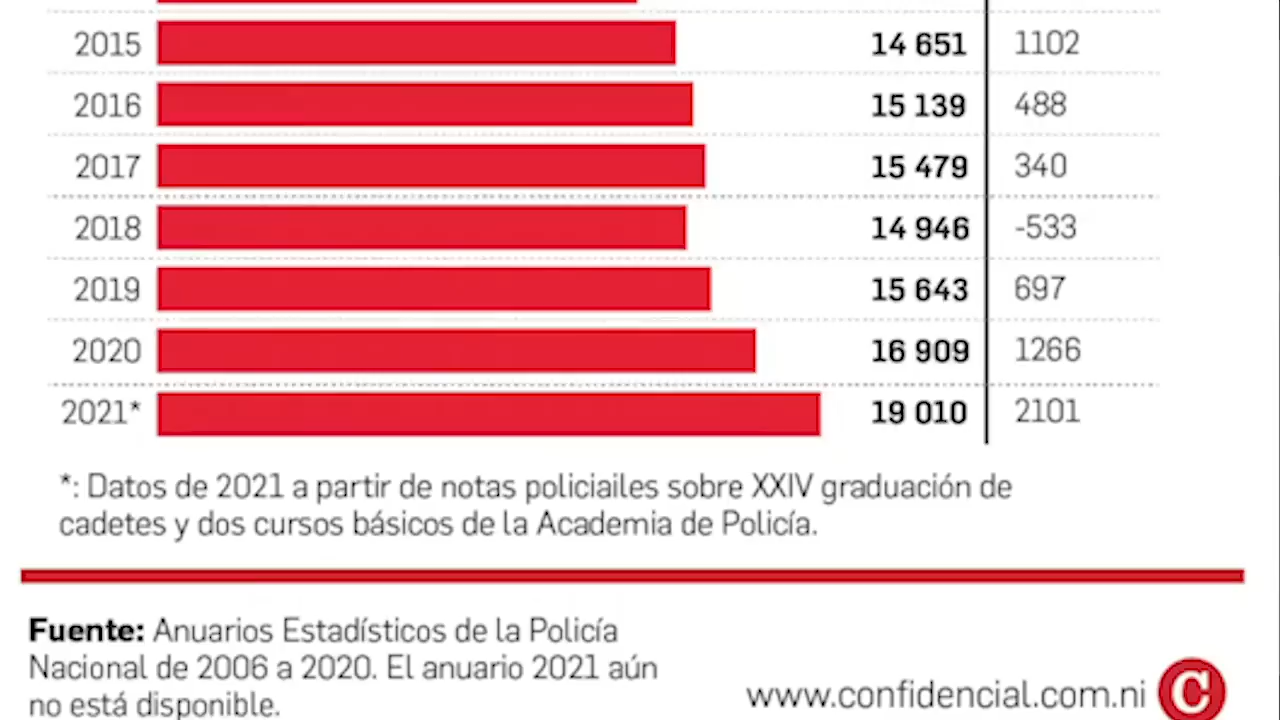 2015 14 651 1102
2016 15 139 488
2017 15 479 340
2018 14 946 -533
2019 15 643 697
2020 16 909 1266
2021* 19 010 2101
*: Datos de 2021 a partir de notas policiailes sobre XXIV graduación de
cadetes y dos cursos básicos de la Academia de Policía.
Fuente: Anuarios Estadísticos de la Policía
Nacional de 2006 a 2020. El anuario 2021 aún
no está disponible.
www.confidencial.com.ni C